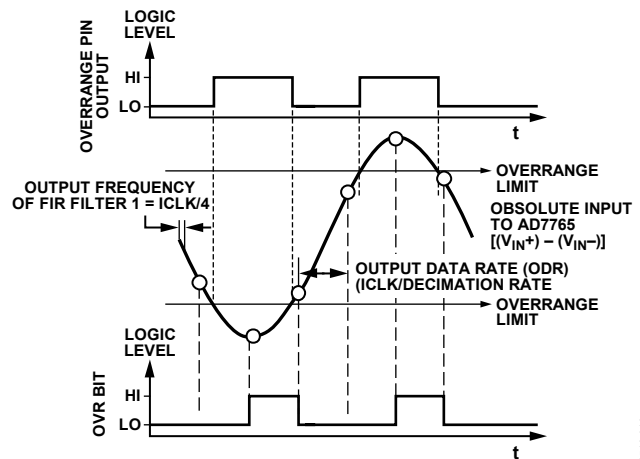 LOGIC
LEVEL
OVERRANGE PIN
OUTPUT
HI
LO
t
OVERRANGE
LIMIT
OUTPUT FREQUENCY
OF FIR FILTER 1 = ICLK/4
OBSOLUTE INPUT
TO AD7765
[(VIN+) – (VIN–)]
OUTPUT DATA RATE (ODR)
(ICLK/DECIMATION RATE
OVERRANGE
LIMIT
LOGIC
LEVEL
OVR BIT
HI
LO
t